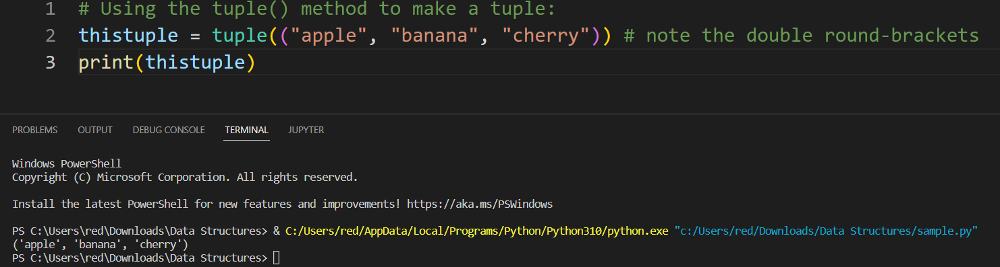 1 # Using the tuple() method to make a tuple:
2 thistuple = tuple(("apple", "banana", "cherry")) # note the double round-brackets
3 print(thistuple)
PROBLEMS OUTPUT DEBUG CONSOLE TERMINAL JUPYTER
Windows PowerShell
Copyright (C) Microsoft Corporation. All rights reserved.
Install the latest PowerShell for new features and improvements! https://aka.ms/PSWindows
PS C:\Users\red\Downloads\Data Structures> & C:/Users/red/AppData/Local/Programs/Python/Python310/python.exe "c:/Users/red/Downloads/Data Structures/sample.py"
('apple', 'banana', 'cherry')
PS C:\Users\red\Downloads\Data Structures>